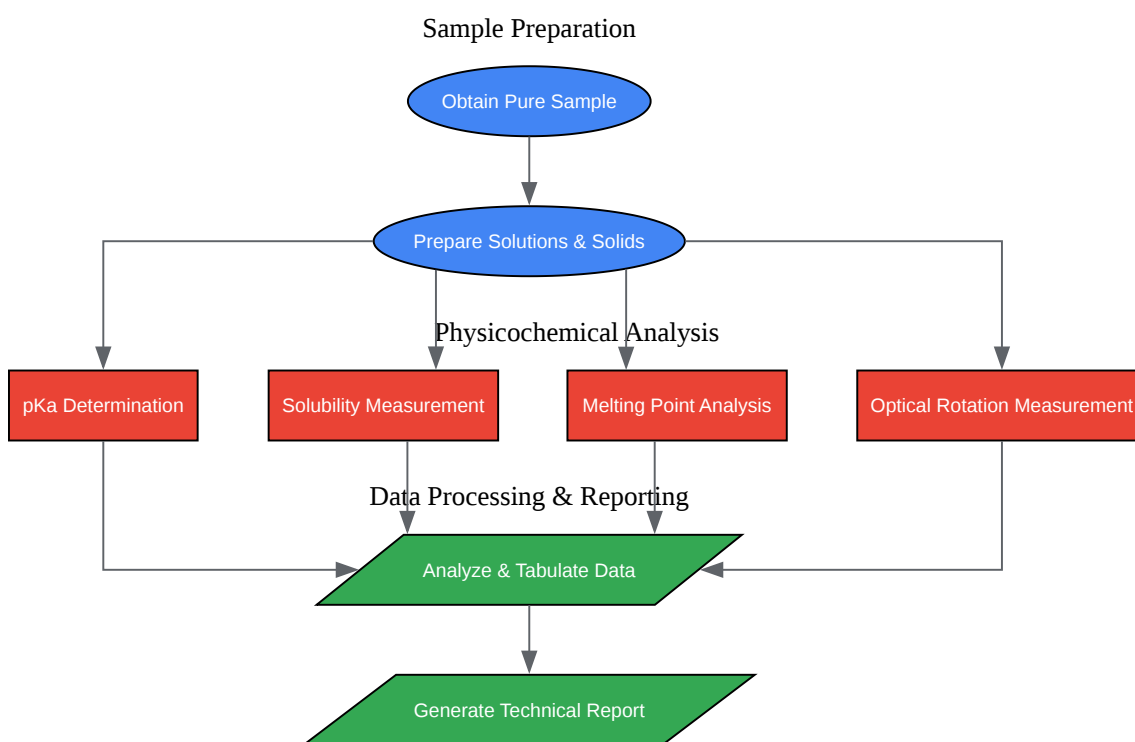 Sample Preparation
Obtain Pure Sample
Prepare Solutions & Solids
Physicochemical Analysis
pKa Determination
Solubility Measurement
Melting Point Analysis
Optical Rotation Measurement
Data Processing & Reporting
Analyze & Tabulate Data
Generate Technical Report